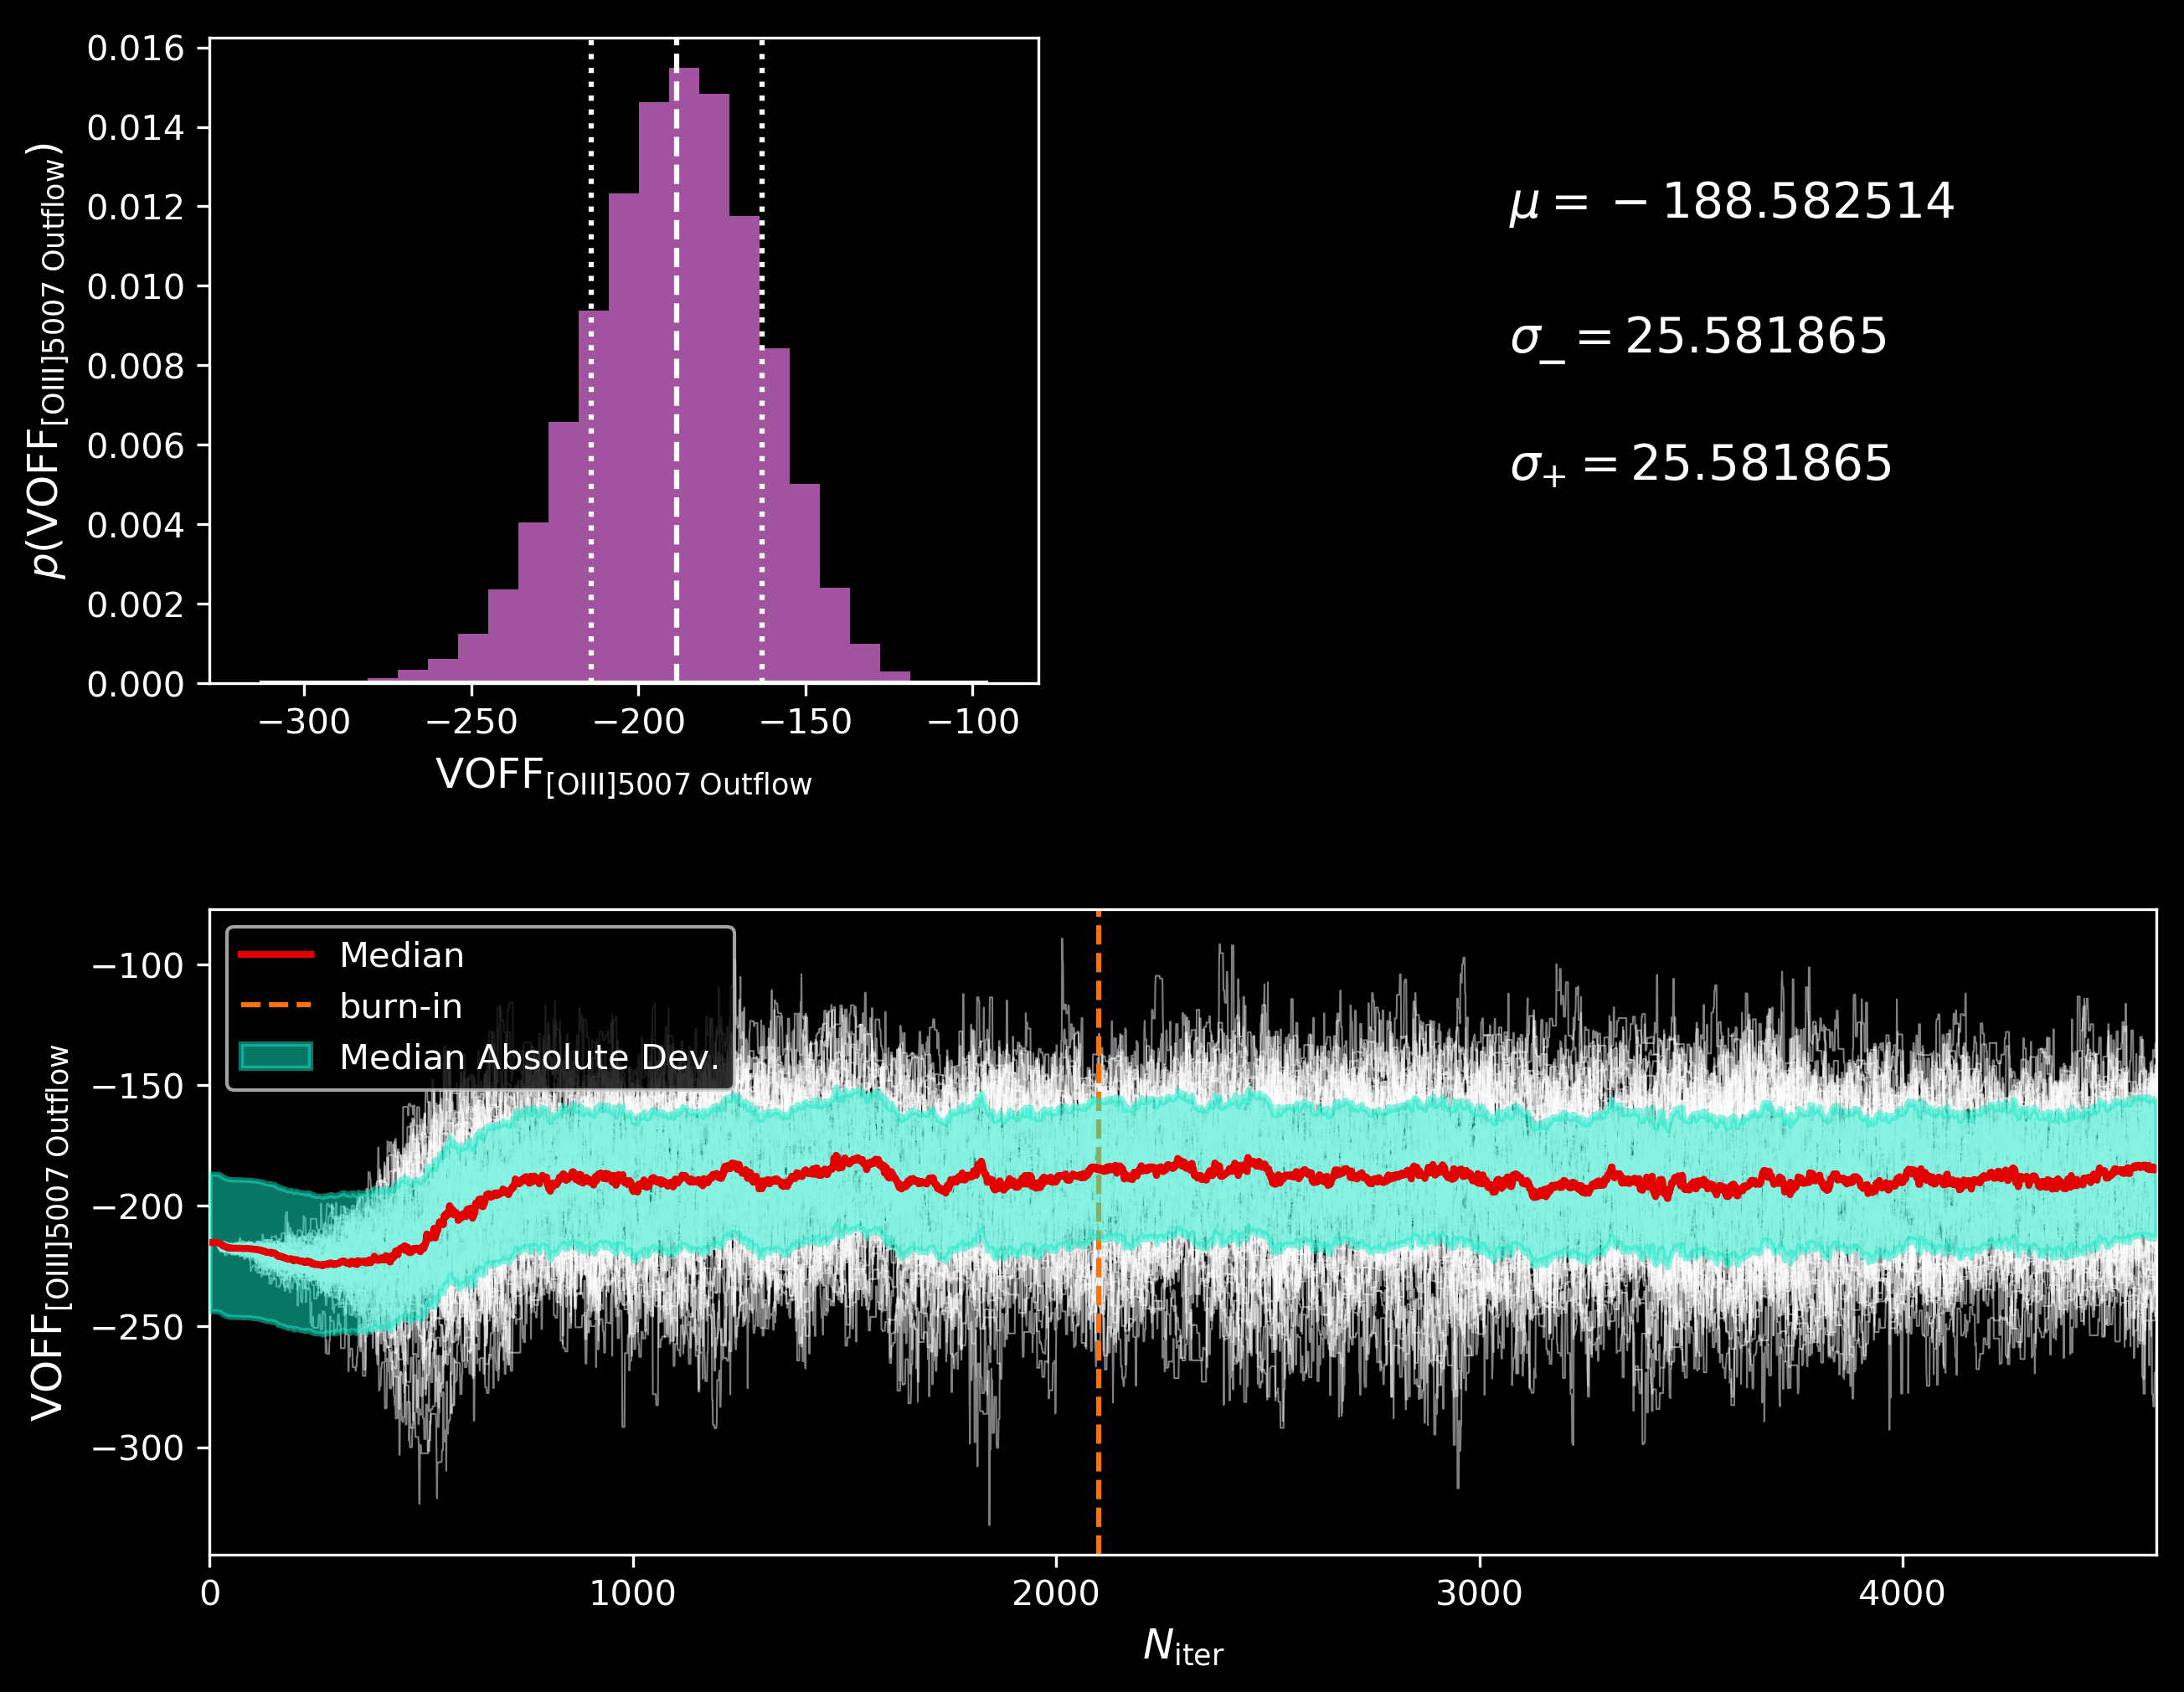 0.016
0.014
0.012
0.010
0.008
0.006
0.004
0.002
0.000
p(VOFF[OIII]5007 Outflow)
−300 −250 −200 −150 −100
VOFF[OIII]5007 Outflow
μ = −188.582514
σ− = 25.581865
σ+ = 25.581865
Median
burn-in
Median Absolute Dev.
−100
−150
−200
−250
−300
VOFF[OIII]5007 Outflow
0 1000 2000 3000 4000
Niter